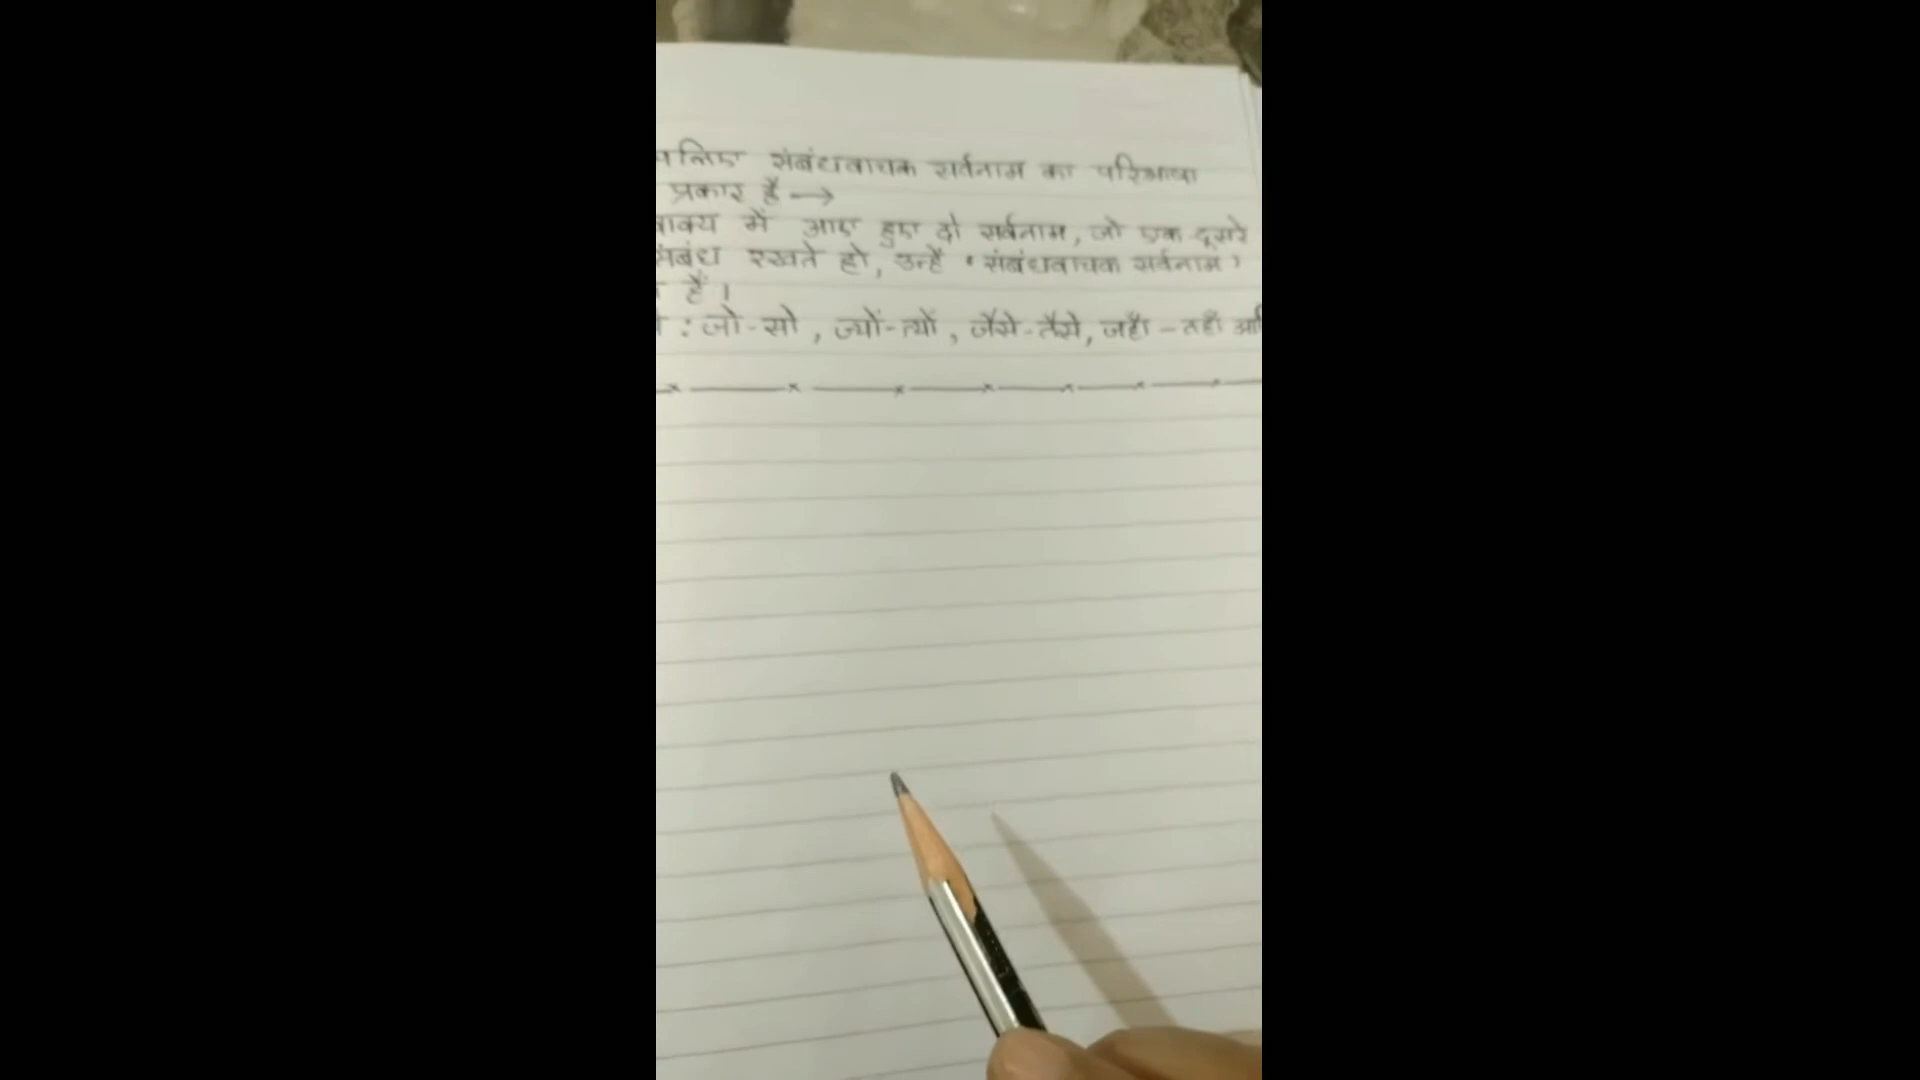 संबंधवाचक सर्वनाम का परिभाषा
प्रकार है →
वाक्य में आए हुए दो सर्वनाम, जो एक-दूसरे
संबंध रखते हो, उन्हें 'संबंधवाचक सर्वनाम'
हैं।
: जो-सो, ज्यों-त्यों, जैसे-तैसे, जहाँ-तहाँ